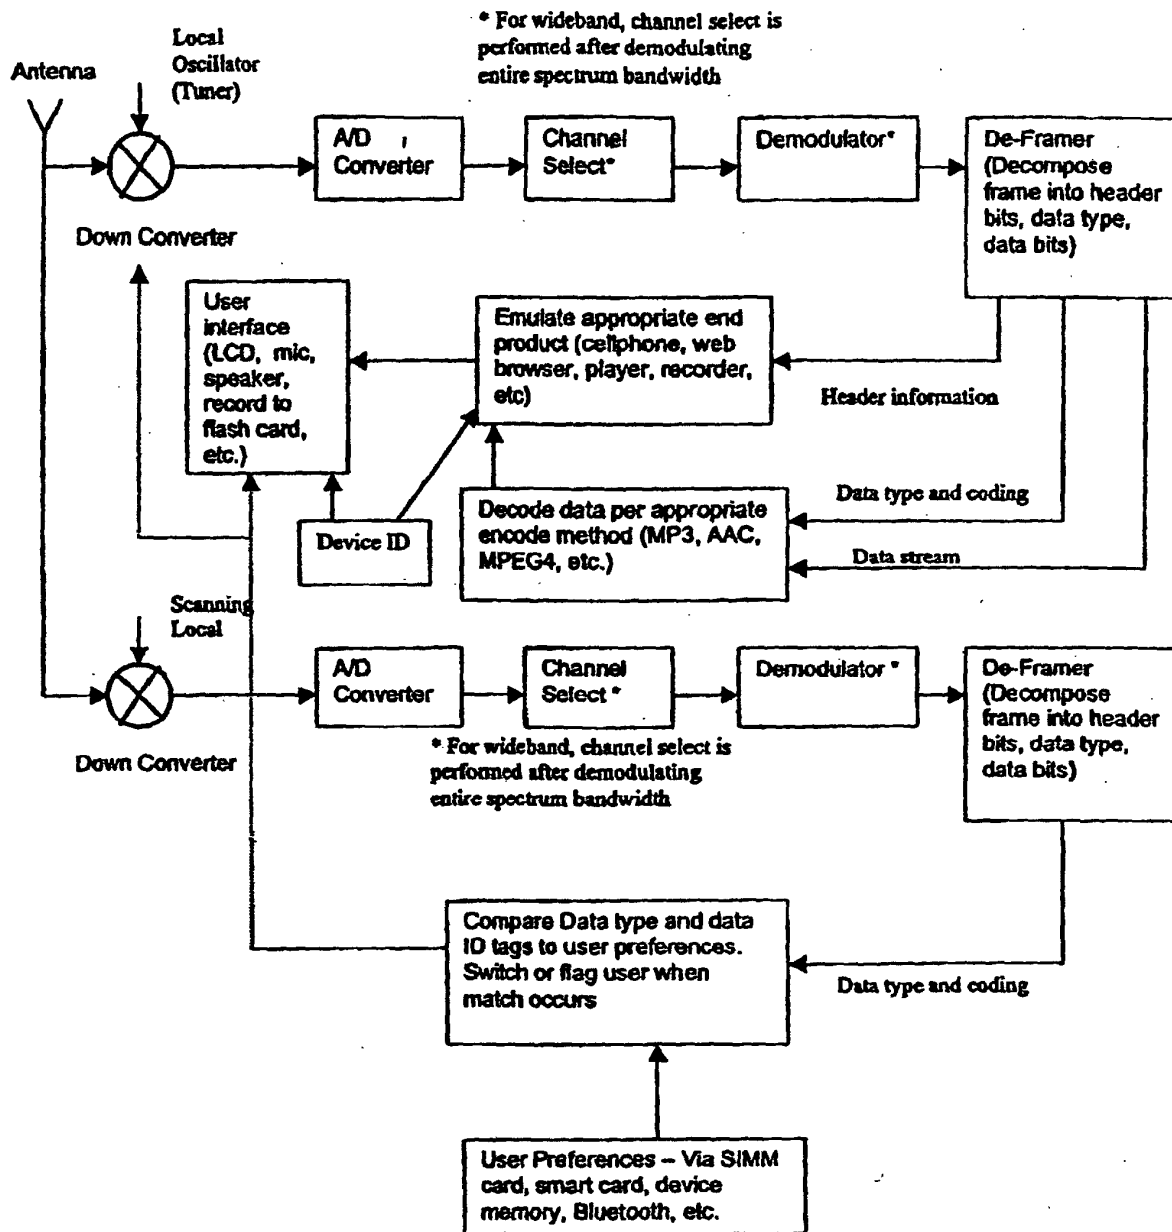 * For wideband, channel select is
performed after demodulating
entire spectrum bandwidth
Local
Oscillator
(Tuner)
Antenna
A/D
Converter
Channel
Select*
Demodulator*
De-Framer
(Decompose
frame into header
bits, data type,
data bits)
Down Converter
User
interface
(LCD, mic,
speaker,
record to
flash card,
etc.)
Emulate appropriate end
product (cellphone, web
browser, player, recorder,
etc)
Header information
Device ID
Decode data per appropriate
encode method (MP3, AAC,
MPEG4, etc.)
Data type and coding
Data stream
Scanning
Local
A/D
Converter
Channel
Select*
Demodulator*
De-Framer
(Decompose
frame into header
bits, data type,
data bits)
Down Converter
* For wideband, channel select is
performed after demodulating
entire spectrum bandwidth
Compare Data type and data
ID tags to user preferences.
Switch or flag user when
match occurs
Data type and coding
User Preferences – Via SIMM
card, smart card, device
memory, Bluetooth, etc.